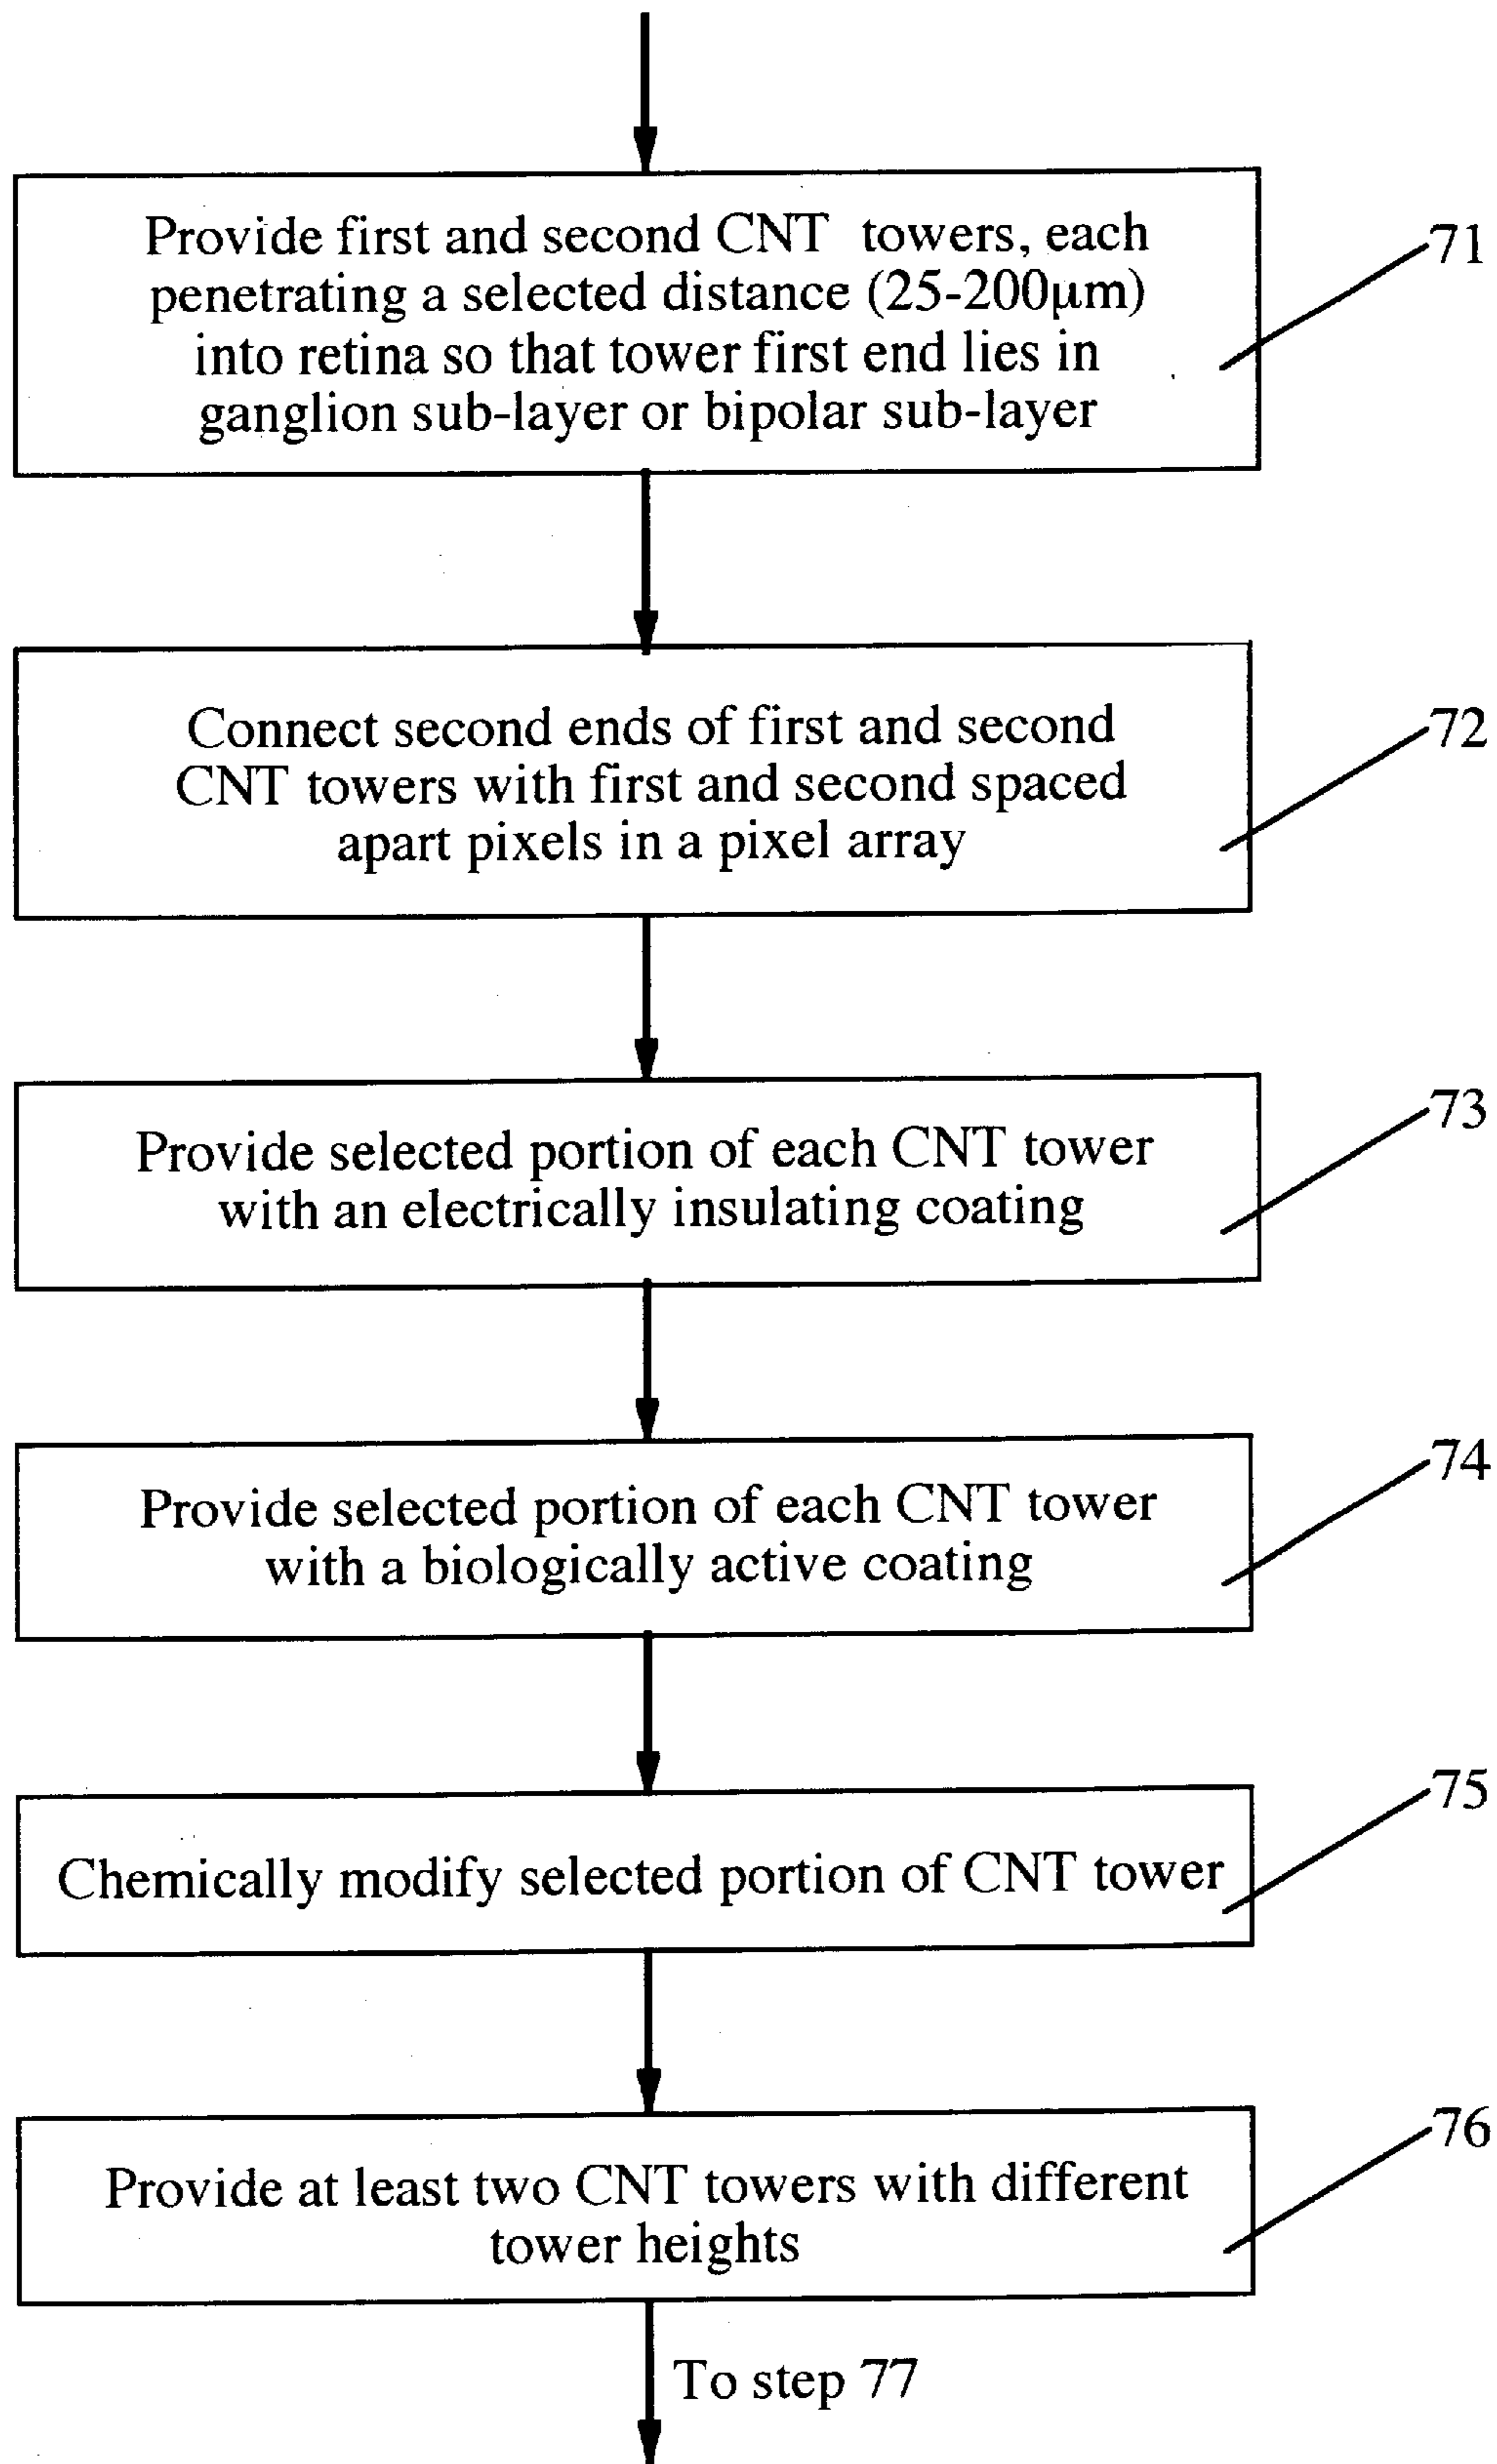 Provide first and second CNT towers, each
penetrating a selected distance (25-200µm)
into retina so that tower first end lies in
ganglion sub-layer or bipolar sub-layer
71
Connect second ends of first and second
CNT towers with first and second spaced
apart pixels in a pixel array
72
Provide selected portion of each CNT tower
with an electrically insulating coating
73
Provide selected portion of each CNT tower
with a biologically active coating
74
Chemically modify selected portion of CNT tower
75
Provide at least two CNT towers with different
tower heights
76
To step 77